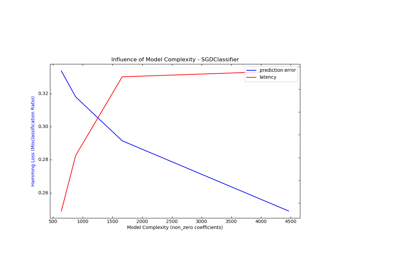 Influence of Model Complexity - SGDClassifier
prediction error
latency
Hamming Loss (Misclassification Ratio)
0.32
0.30
0.28
0.26
500 1000 1500 2000 2500 3000 3500 4000 4500
Model Complexity (non_zero coefficients)